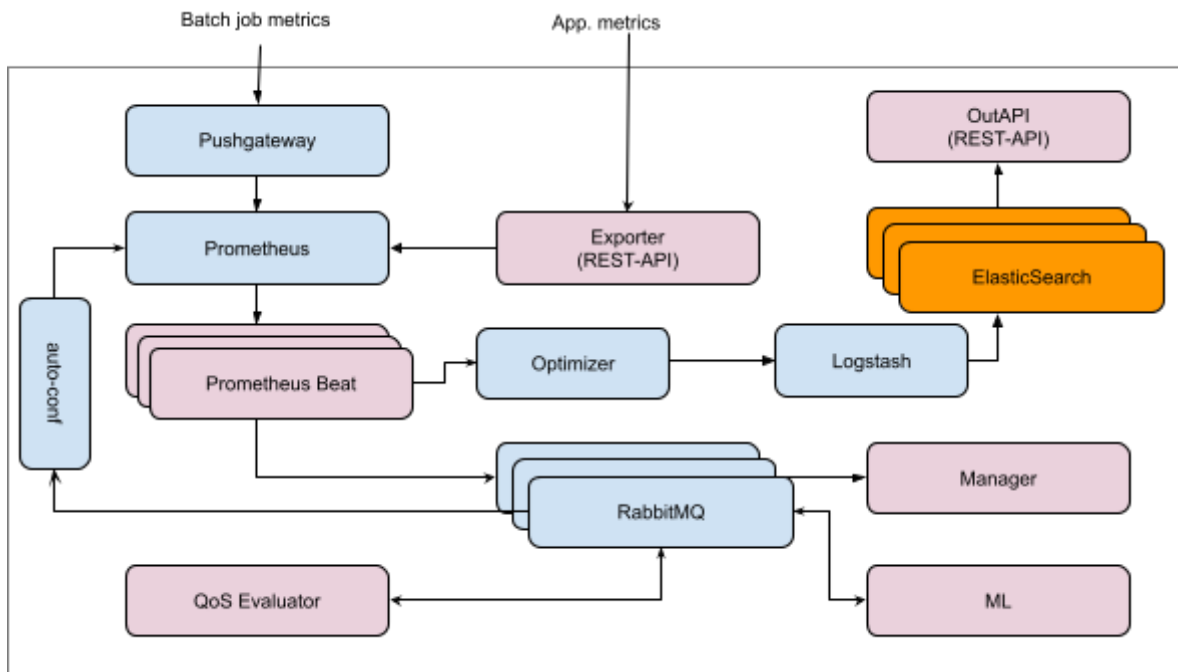 Batch job metrics
App. metrics
Pushgateway
OutAPI
(REST-API)
Prometheus
Exporter
(REST-API)
ElasticSearch
auto-conf
Prometheus Beat
Optimizer
Logstash
RabbitMQ
Manager
QoS Evaluator
ML